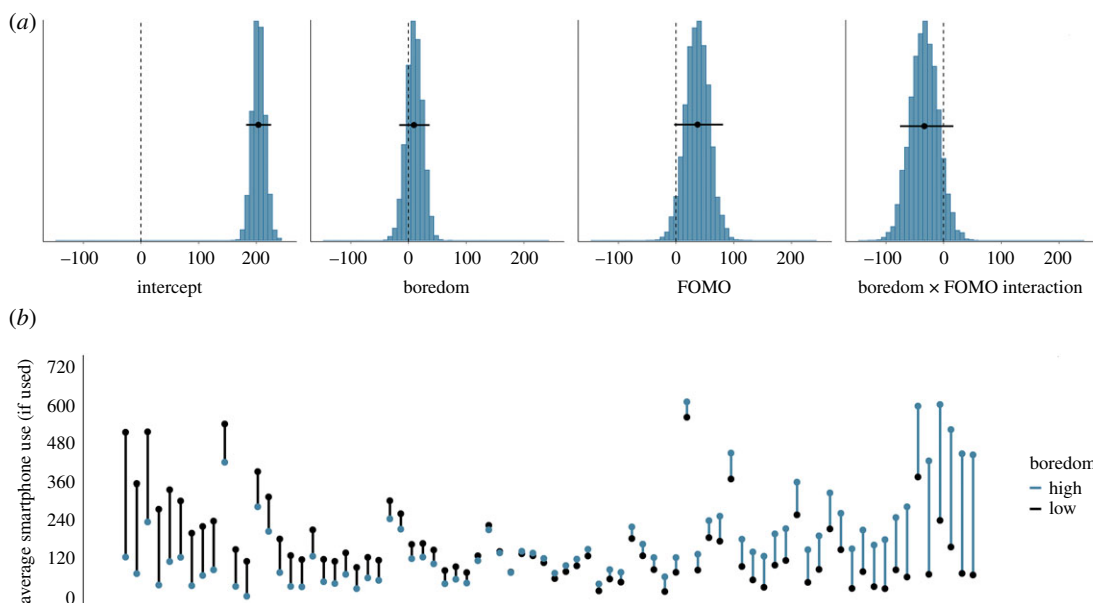 (a)
−100 0 100 200
intercept
−100 0 100 200
boredom
−100 0 100 200
FOMO
−100 0 100 200
boredom × FOMO interaction
(b)
average smartphone use (if used)
720
600
480
360
240
120
0
boredom
high
low